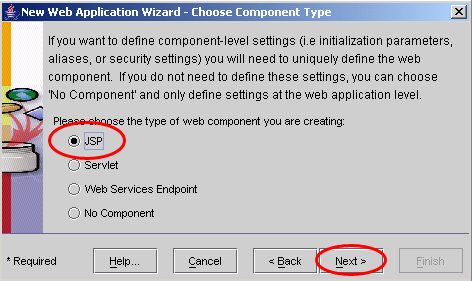 New Web Application Wizard - Choose Component Type
If you want to define component-level settings (i.e initialization parameters,
aliases, or security settings) you will need to uniquely define the web
component. If you do not need to define these settings, you can choose
'No Component' and only define settings at the web application level.
Please choose the type of web component you are creating:
JSP
Servlet
Web Services Endpoint
No Component
* Required
Help...
Cancel
< Back
Next >
Finish